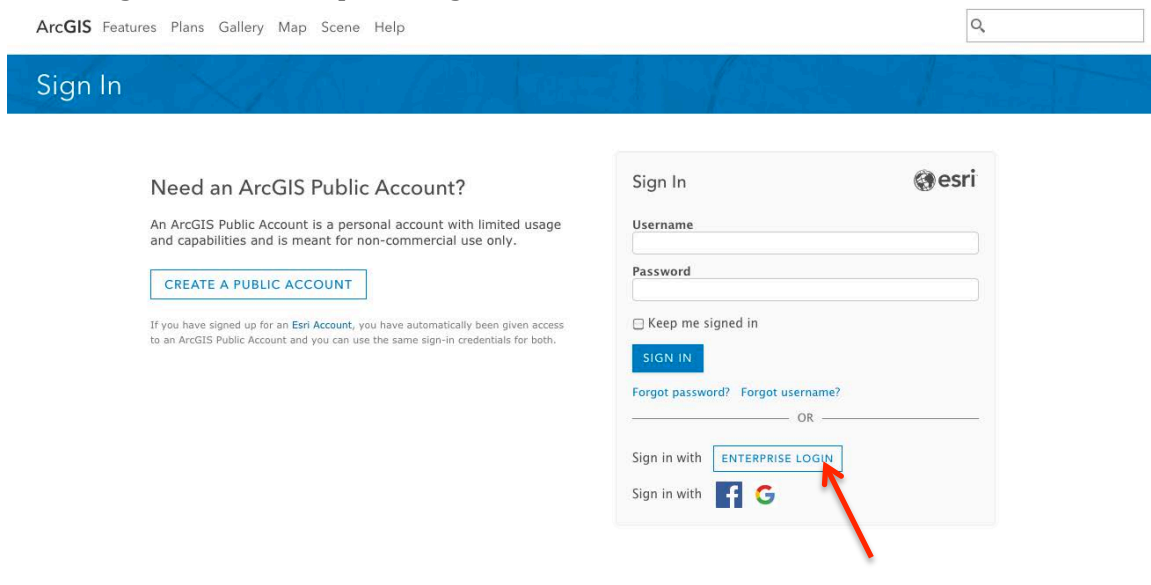 ArcGIS Features Plans Gallery Map Scene Help
Sign In
Need an ArcGIS Public Account?
An ArcGIS Public Account is a personal account with limited usage
and capabilities and is meant for non-commercial use only.
CREATE A PUBLIC ACCOUNT
If you have signed up for an Esri Account, you have automatically been given access
to an ArcGIS Public Account and you can use the same sign-in credentials for both.
Sign In
esri
Username
Password
Keep me signed in
SIGN IN
Forgot password? Forgot username?
OR
Sign in with ENTERPRISE LOGIN
Sign in with f G